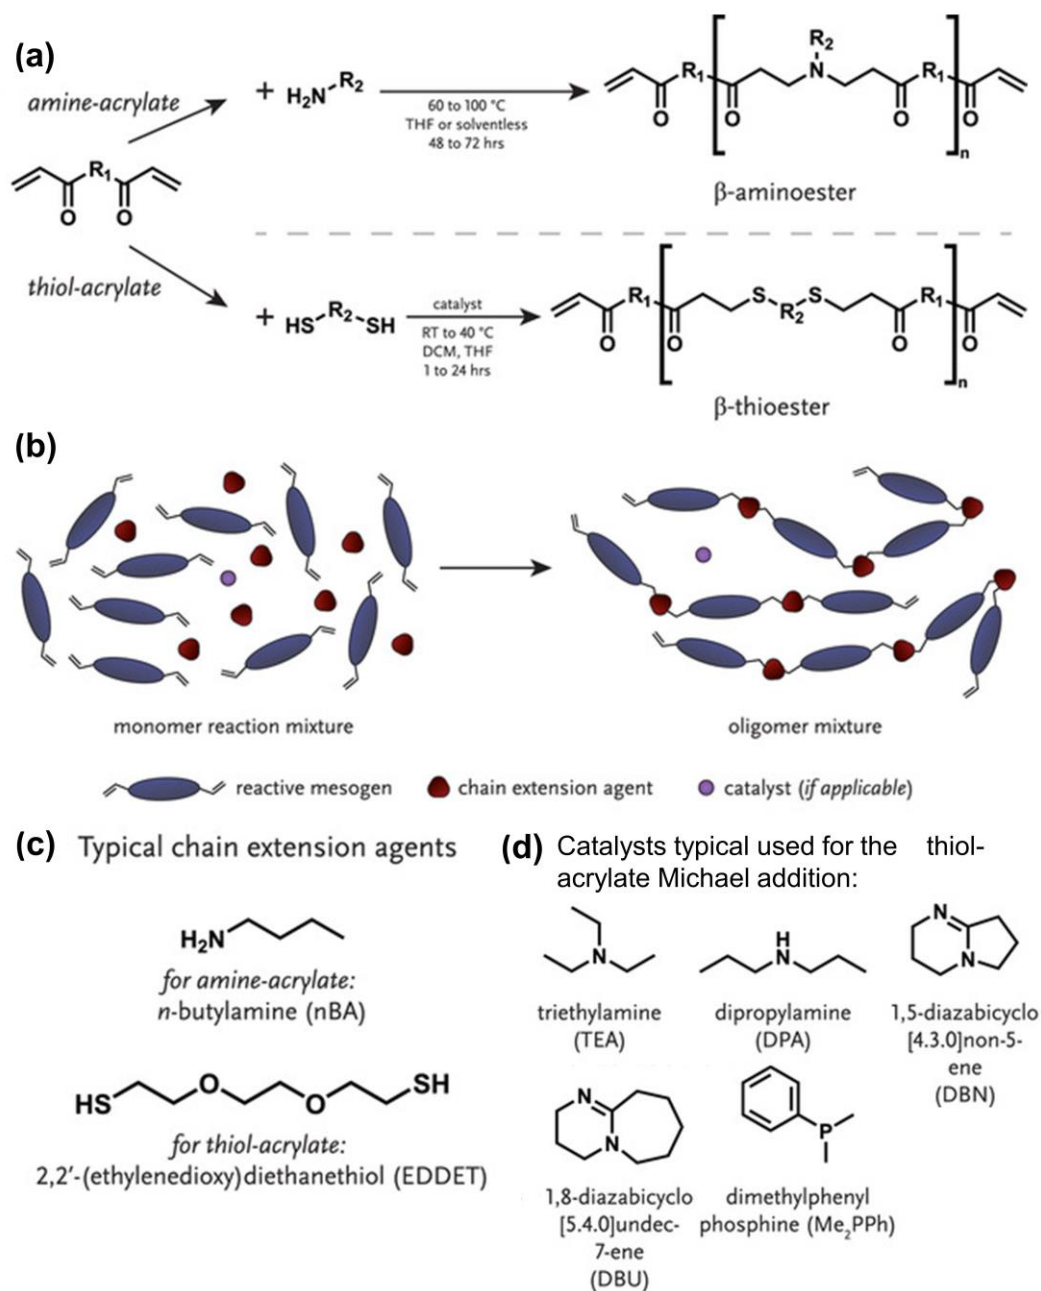 (a)
amine-acrylate
+ H₂N R₂
60 to 100 °C
THF or solventless
48 to 72 hrs
R₁ O O R₂ N O R₁ O n
O R₁ O
β-aminoester
thiol-acrylate
+ HS R₂ SH
catalyst
RT to 40 °C
DCM, THF
1 to 24 hrs
O R₁ O S R₂ S O R₁ O n
β-thioester
(b)
monomer reaction mixture
oligomer mixture
reactive mesogen
chain extension agent
catalyst (if applicable)
(c) Typical chain extension agents
H₂N
for amine-acrylate:
n-butylamine (nBA)
HS O O SH
for thiol-acrylate:
2,2′-(ethylenedioxy)diethanethiol (EDDET)
(d) Catalysts typical used for the thiol-
acrylate Michael addition:
N
triethylamine
(TEA)
H
N
dipropylamine
(DPA)
N
N
1,5-diazabicyclo
[4.3.0]non-5-
ene
(DBN)
N
N
1,8-diazabicyclo
[5.4.0]undec-
7-ene
(DBU)
P
dimethylphenyl
phosphine (Me₂PPh)